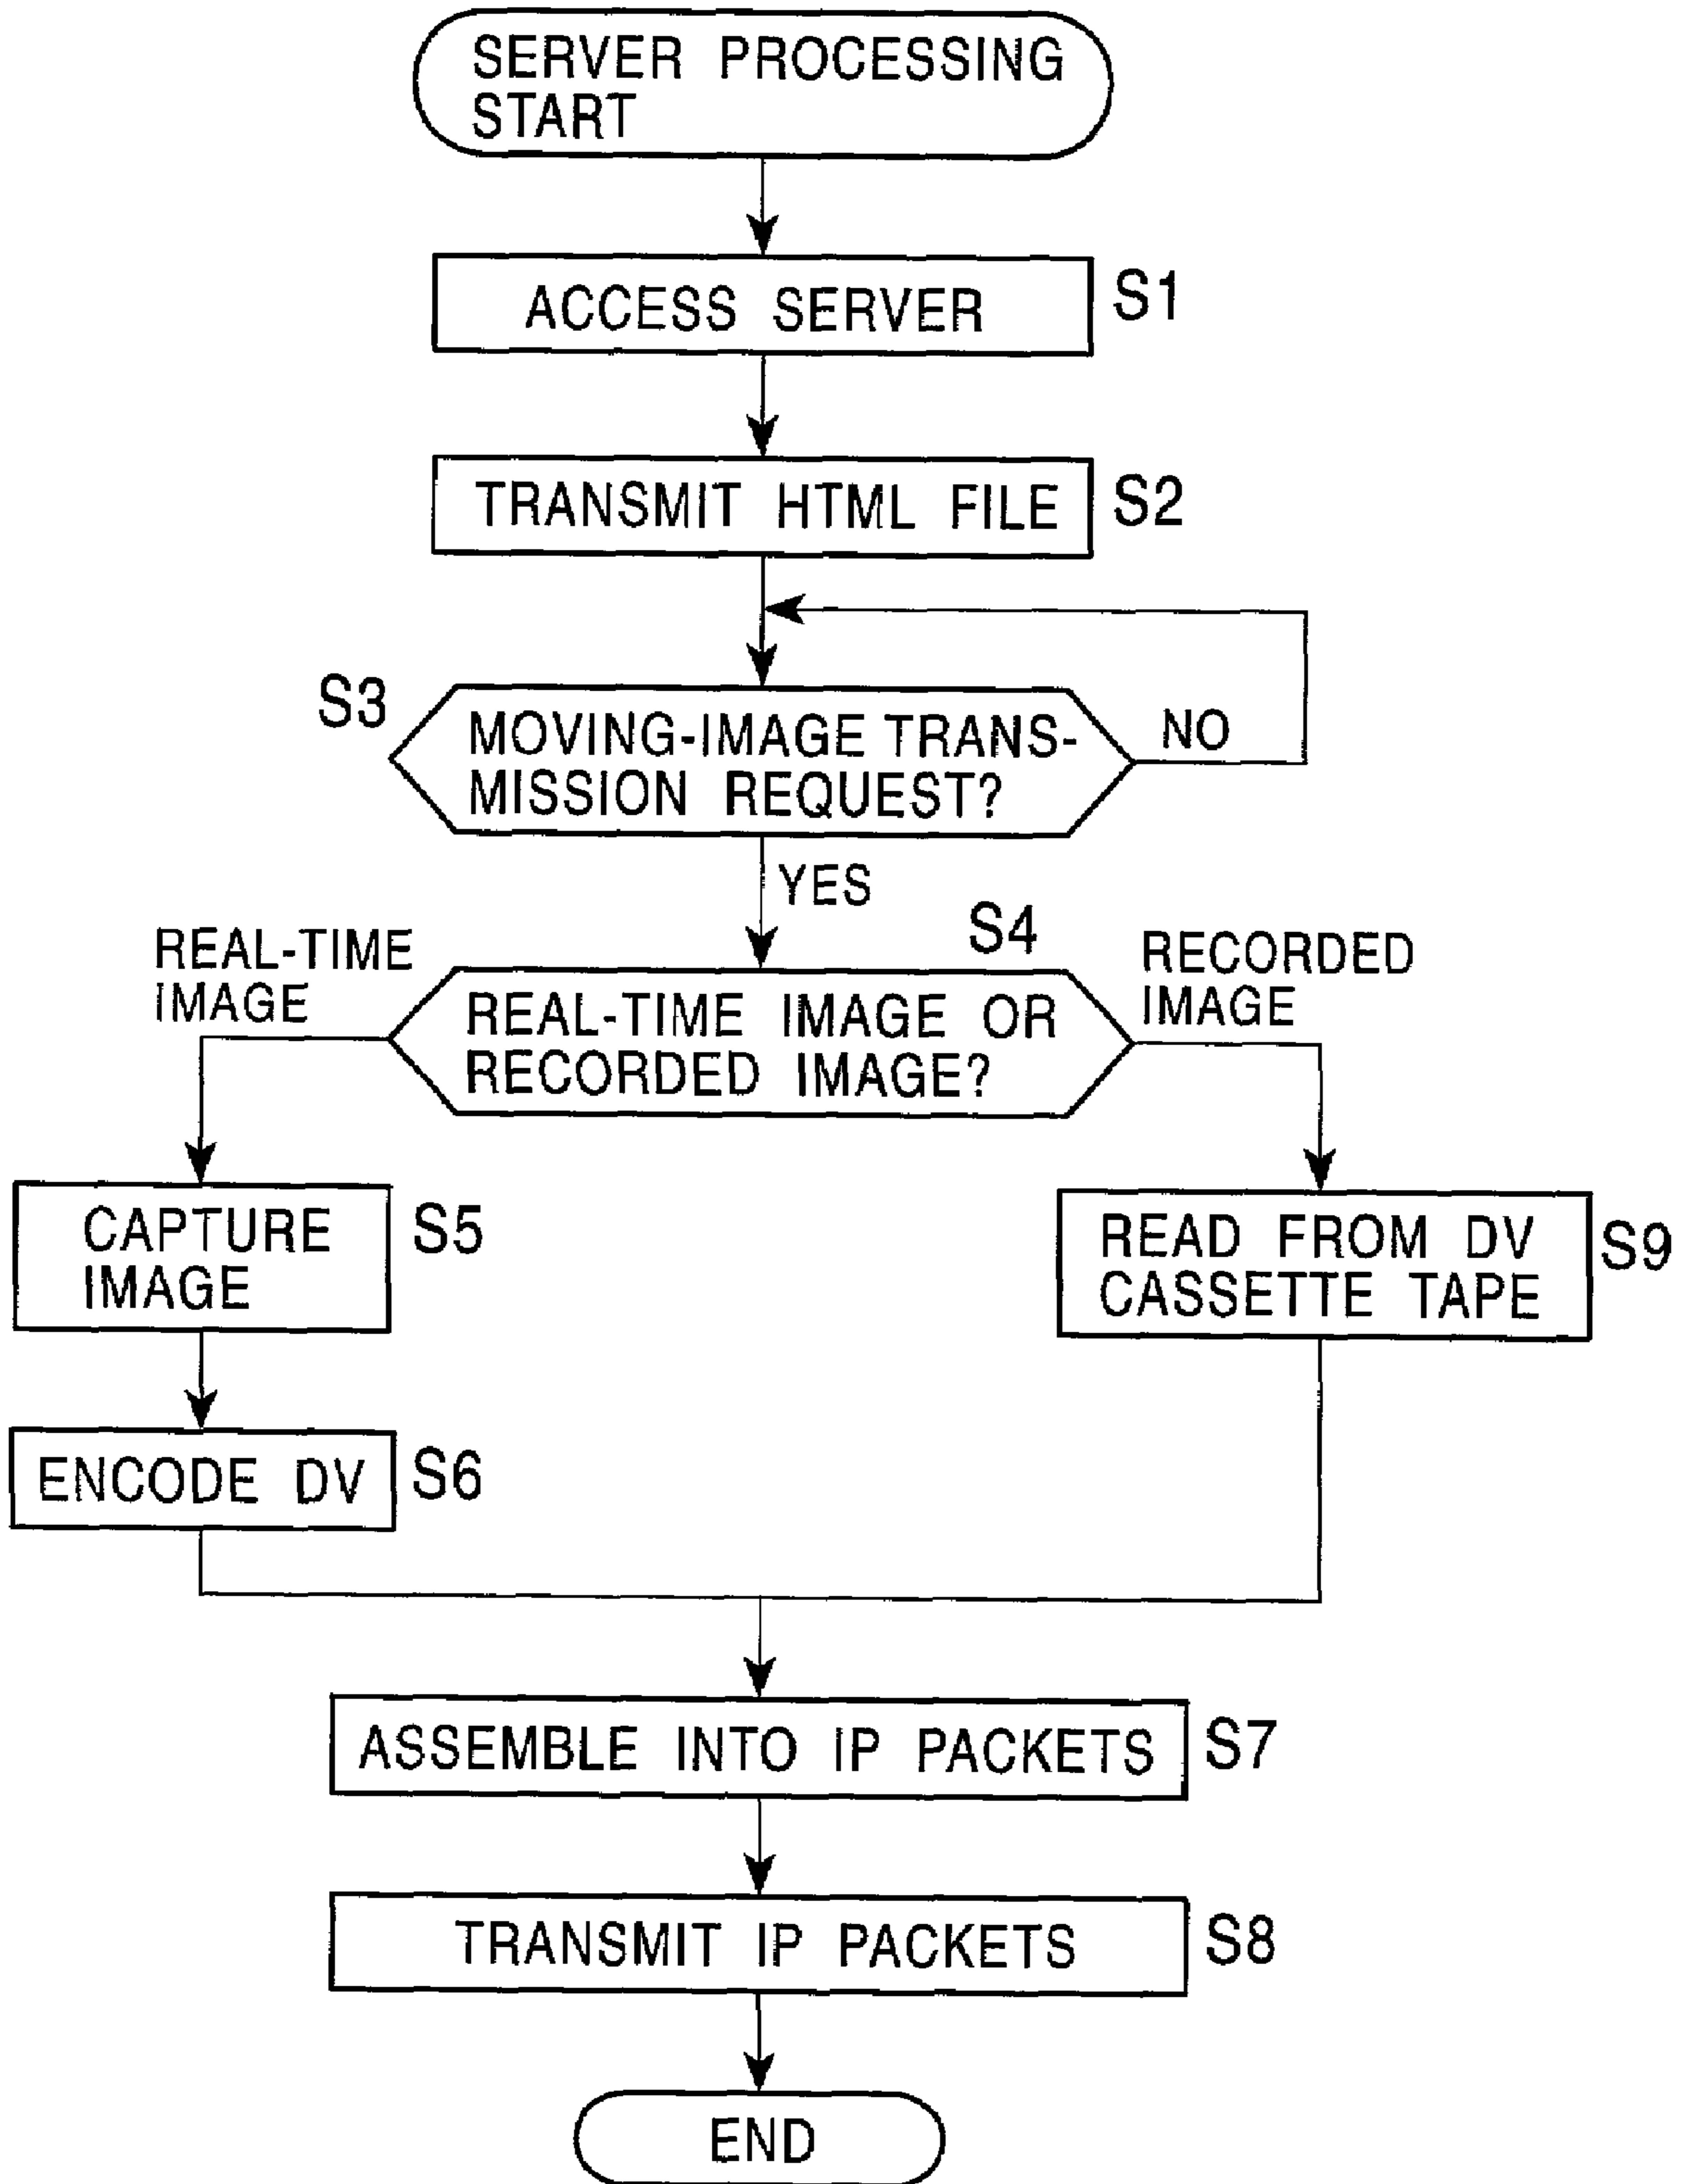 SERVER PROCESSING
START
ACCESS SERVER
S1
TRANSMIT HTML FILE
S2
S3
MOVING-IMAGE TRANS-
MISSION REQUEST?
NO
YES
S4
REAL-TIME
IMAGE
REAL-TIME IMAGE OR
RECORDED IMAGE?
RECORDED
IMAGE
CAPTURE
IMAGE
S5
READ FROM DV
CASSETTE TAPE
S9
ENCODE DV
S6
ASSEMBLE INTO IP PACKETS
S7
TRANSMIT IP PACKETS
S8
END